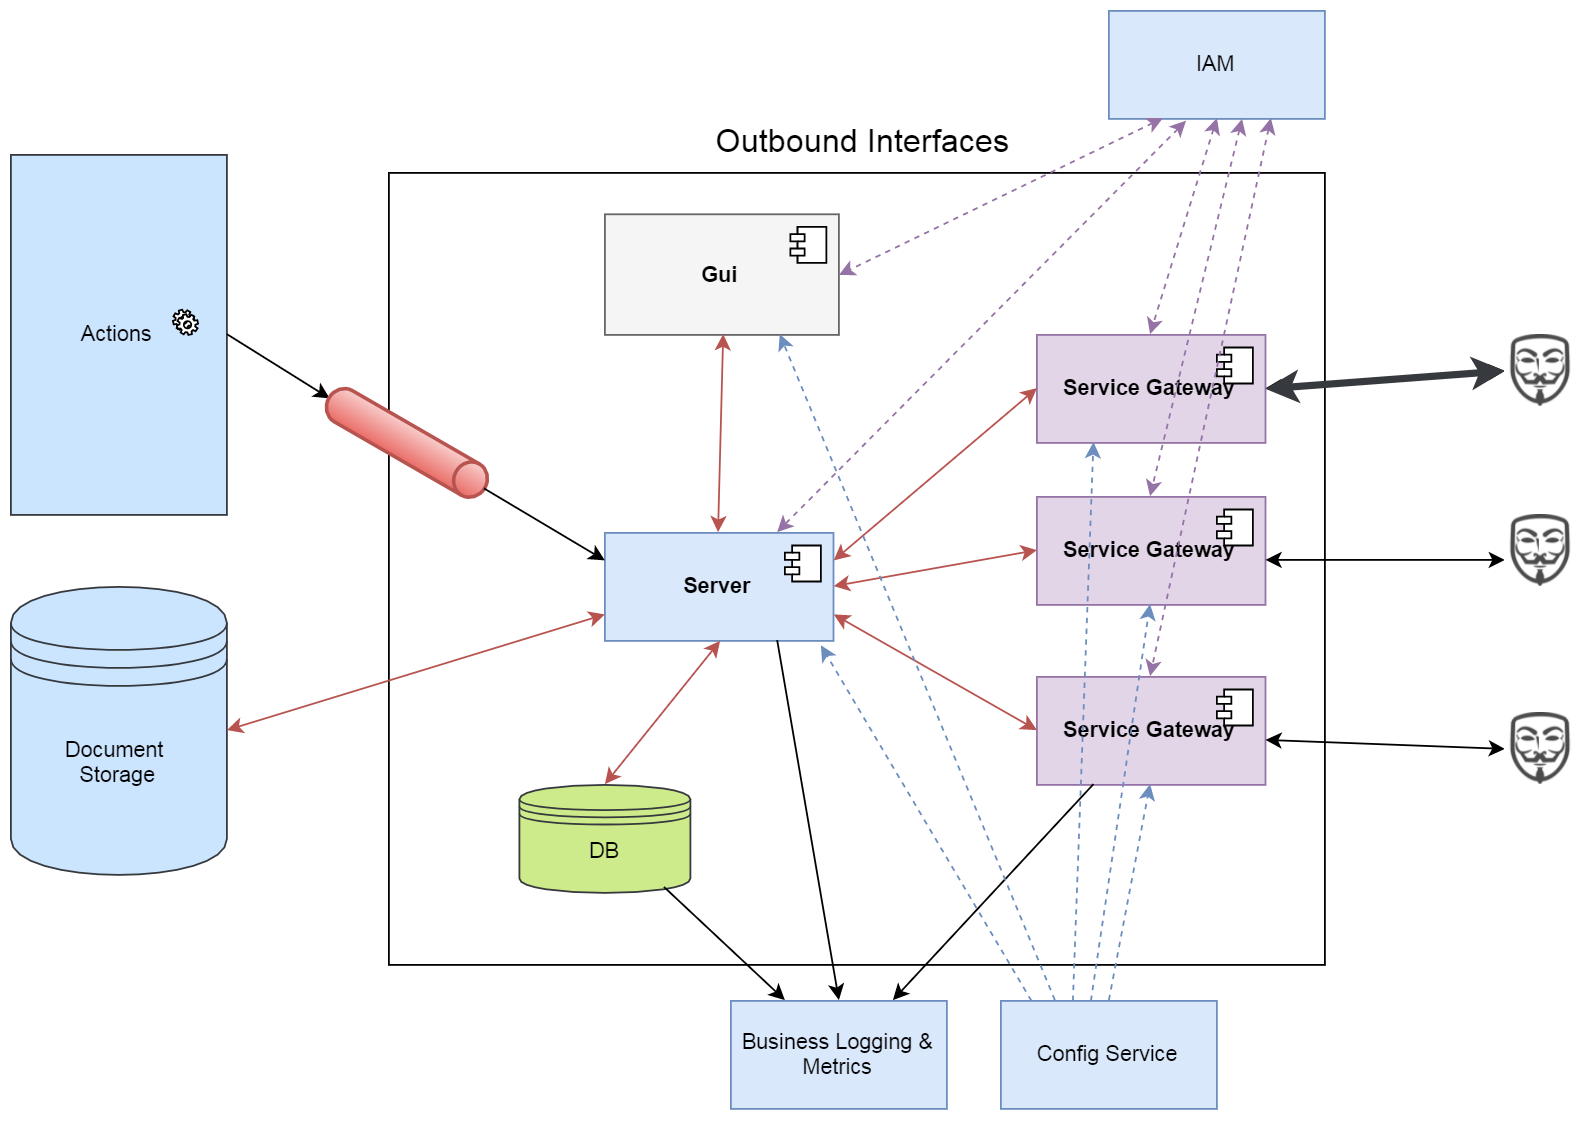 IAM
Outbound Interfaces
Gui
Actions
Service Gateway
Service Gateway
Server
Service Gateway
Document
Storage
DB
Business Logging &
Metrics
Config Service